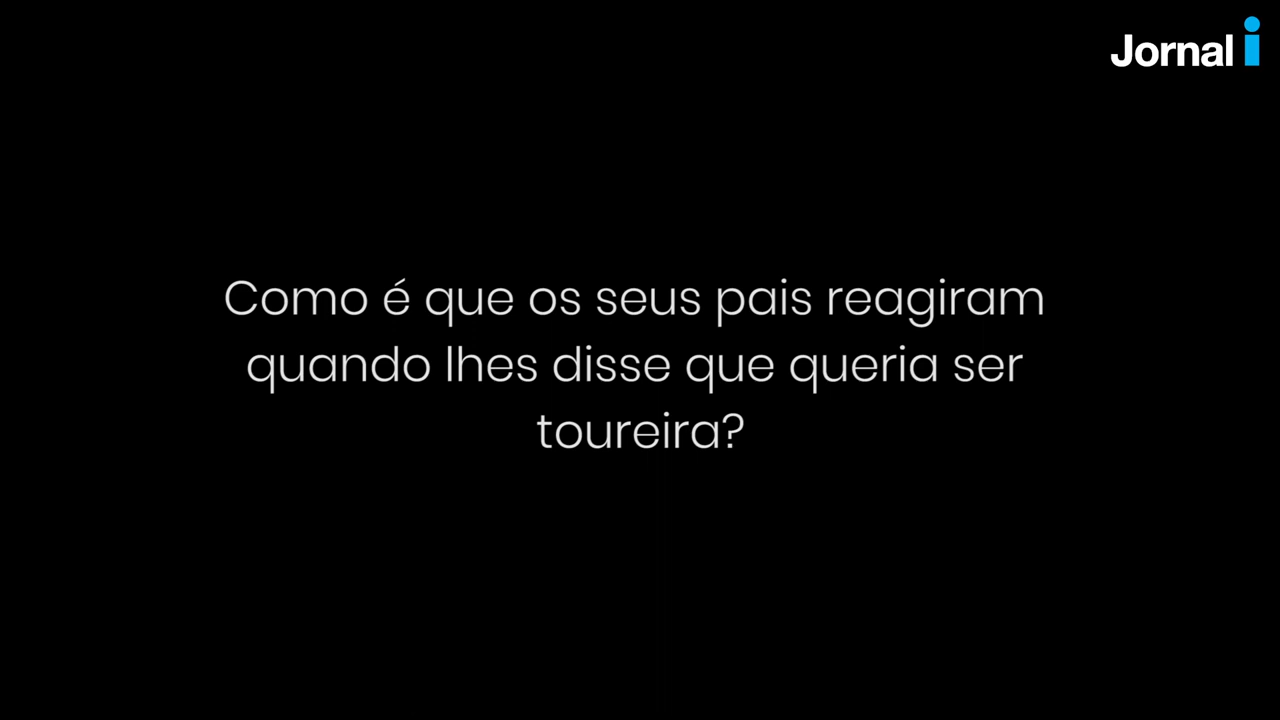 Jornal i
Como é que os seus pais reagiram
quando lhes disse que queria ser
toureira?